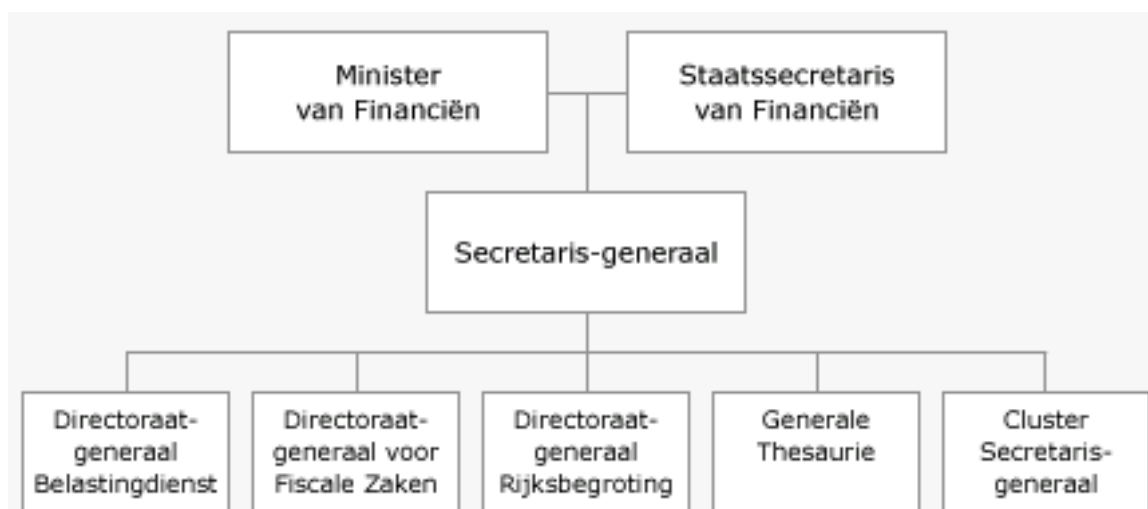 Minister
van Financiën
Staatssecretaris
van Financiën
Secretaris-generaal
Directoraat-
generaal
Belastingdienst
Directoraat-
generaal voor
Fiscale Zaken
Directoraat-
generaal
Rijksbegroting
Generale
Thesaurie
Cluster
Secretaris-
generaal